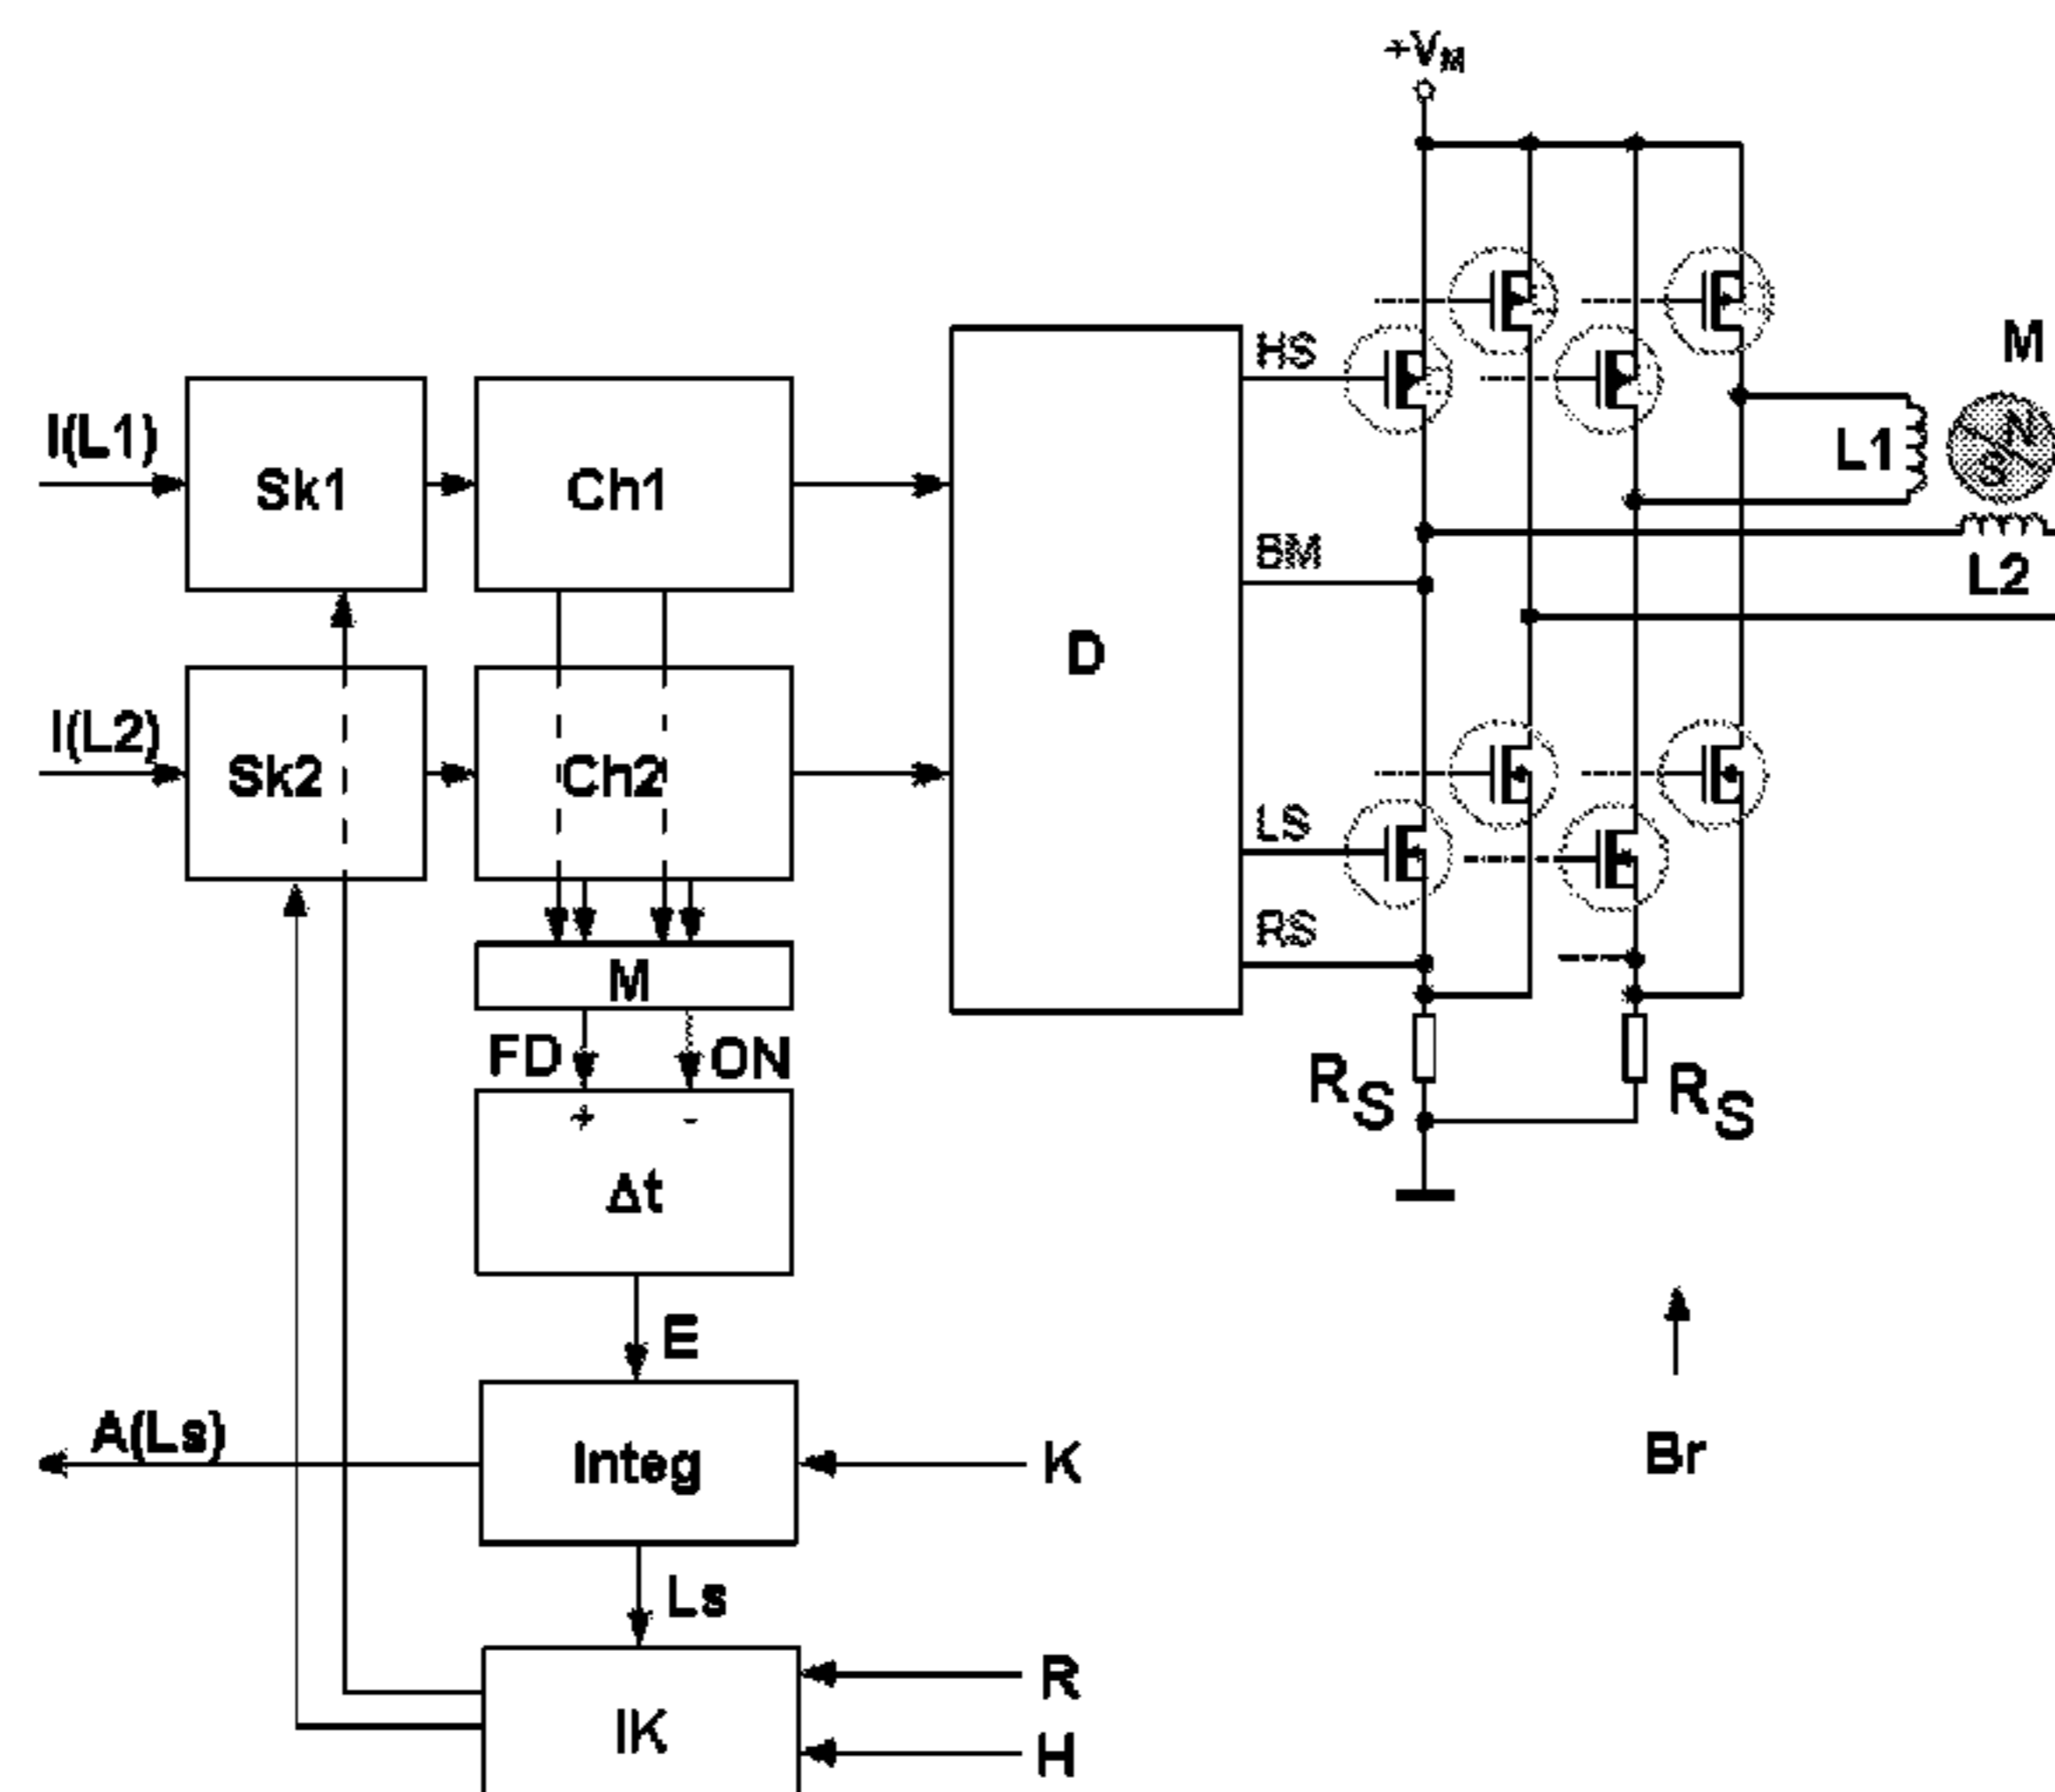 +VM
HS
M
I(L1)
Sk1
Ch1
L1
N
S
BM
L2
D
I(L2)
Sk2
Ch2
LS
RS
M
FD
ON
+
-
RS
RS
Δt
E
A(Ls)
Integ
K
Br
Ls
R
IK
H